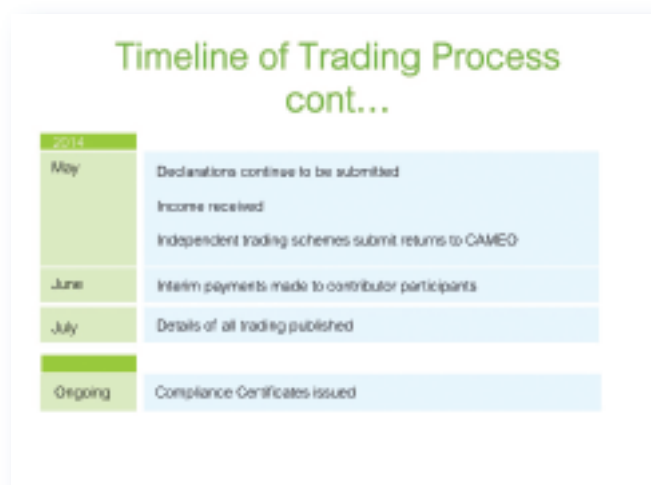 Timeline of Trading Process
cont...
2014
May
Declarations continue to be submitted
Income received
Independent trading schemes submit returns to CAMEO
June
Interim payments made to contributor participants
July
Details of all trading published
Ongoing
Compliance Certificates issued